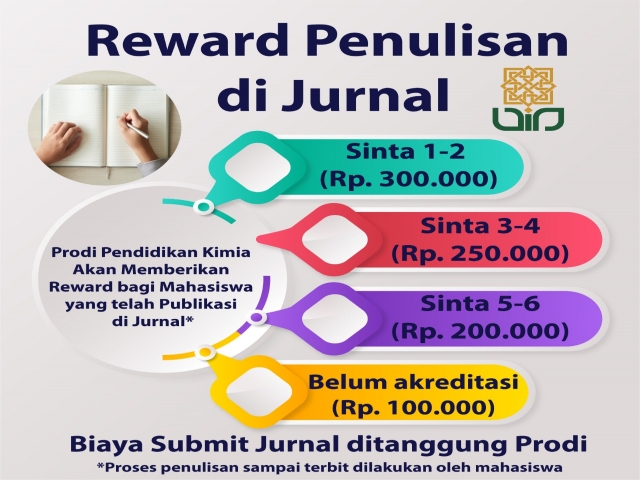 Reward Penulisan
di Jurnal
uin
Sinta 1-2
(Rp. 300.000)
Sinta 3-4
(Rp. 250.000)
Prodi Pendidikan Kimia
Akan Memberikan
Reward bagi Mahasiswa
yang telah Publikasi
di Jurnal*
Sinta 5-6
(Rp. 200.000)
Belum akreditasi
(Rp. 100.000)
Biaya Submit Jurnal ditanggung Prodi
*Proses penulisan sampai terbit dilakukan oleh mahasiswa